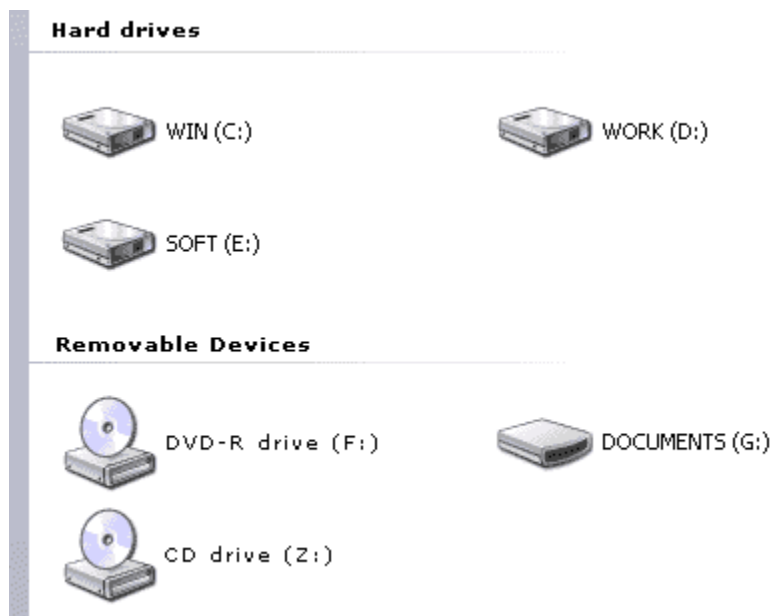 Hard drives
WIN (C:)
WORK (D:)
SOFT (E:)
Removable Devices
DVD-R drive (F:)
DOCUMENTS (G:)
CD drive (Z:)